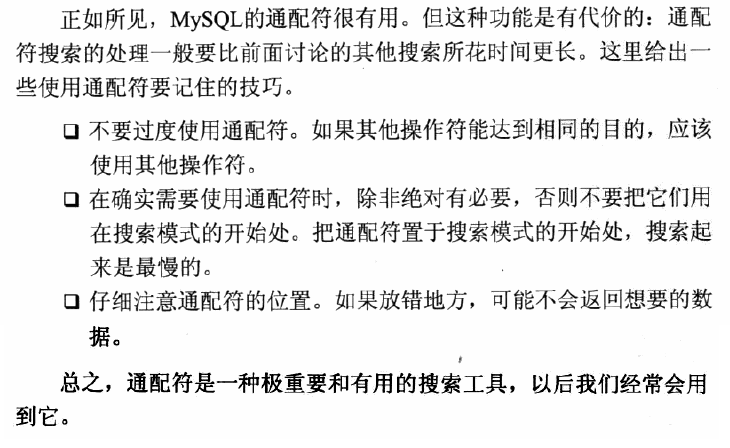 正如所见，MySQL的通配符很有用。但这种功能是有代价的：通配
符搜索的处理一般要比前面讨论的其他搜索所花时间更长。这里给出一
些使用通配符要记住的技巧。
❑ 不要过度使用通配符。如果其他操作符能达到相同的目的，应该
使用其他操作符。
❑ 在确实需要使用通配符时，除非绝对有必要，否则不要把它们用
在搜索模式的开始处。把通配符置于搜索模式的开始处，搜索起
来是最慢的。
❑ 仔细注意通配符的位置。如果放错地方，可能不会返回想要的数
据。
总之，通配符是一种极重要和有用的搜索工具，以后我们经常会用
到它。